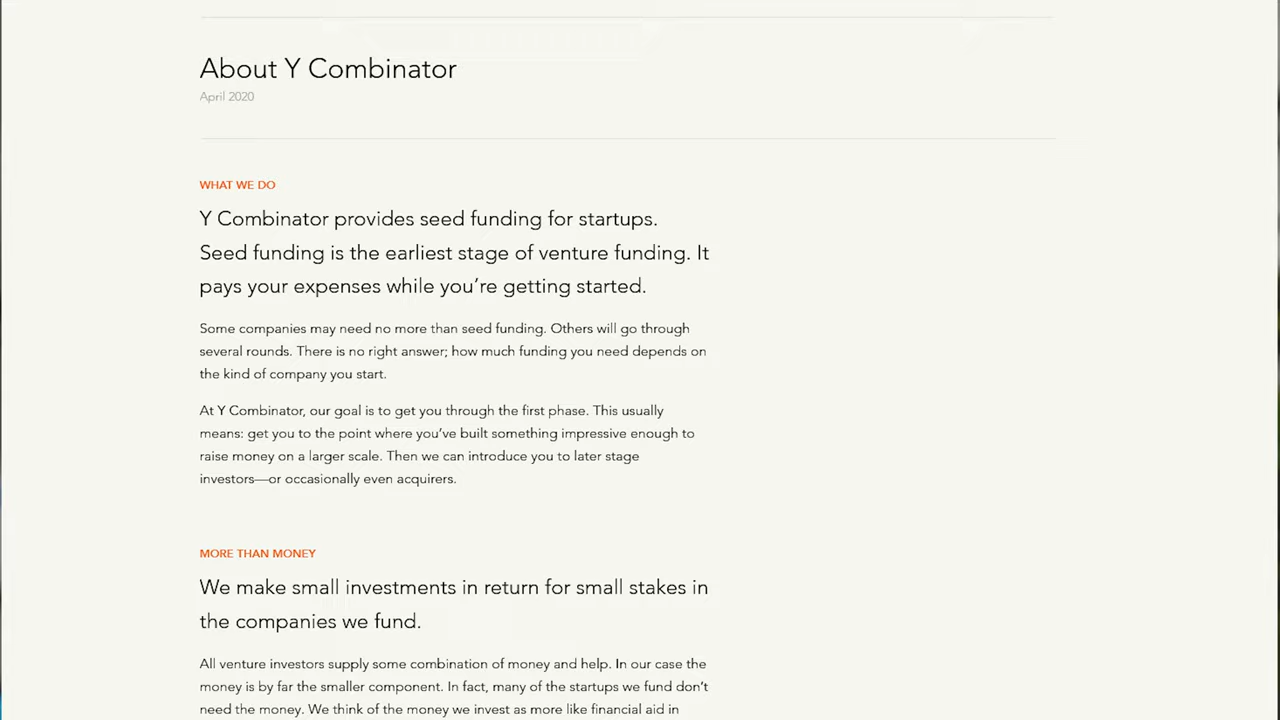 About Y Combinator
April 2020
WHAT WE DO
Y Combinator provides seed funding for startups.
Seed funding is the earliest stage of venture funding. It
pays your expenses while you’re getting started.
Some companies may need no more than seed funding. Others will go through
several rounds. There is no right answer; how much funding you need depends on
the kind of company you start.
At Y Combinator, our goal is to get you through the first phase. This usually
means: get you to the point where you’ve built something impressive enough to
raise money on a larger scale. Then we can introduce you to later stage
investors—or occasionally even acquirers.
MORE THAN MONEY
We make small investments in return for small stakes in
the companies we fund.
All venture investors supply some combination of money and help. In our case the
money is by far the smaller component. In fact, many of the startups we fund don’t
need the money. We think of the money we invest as more like financial aid in